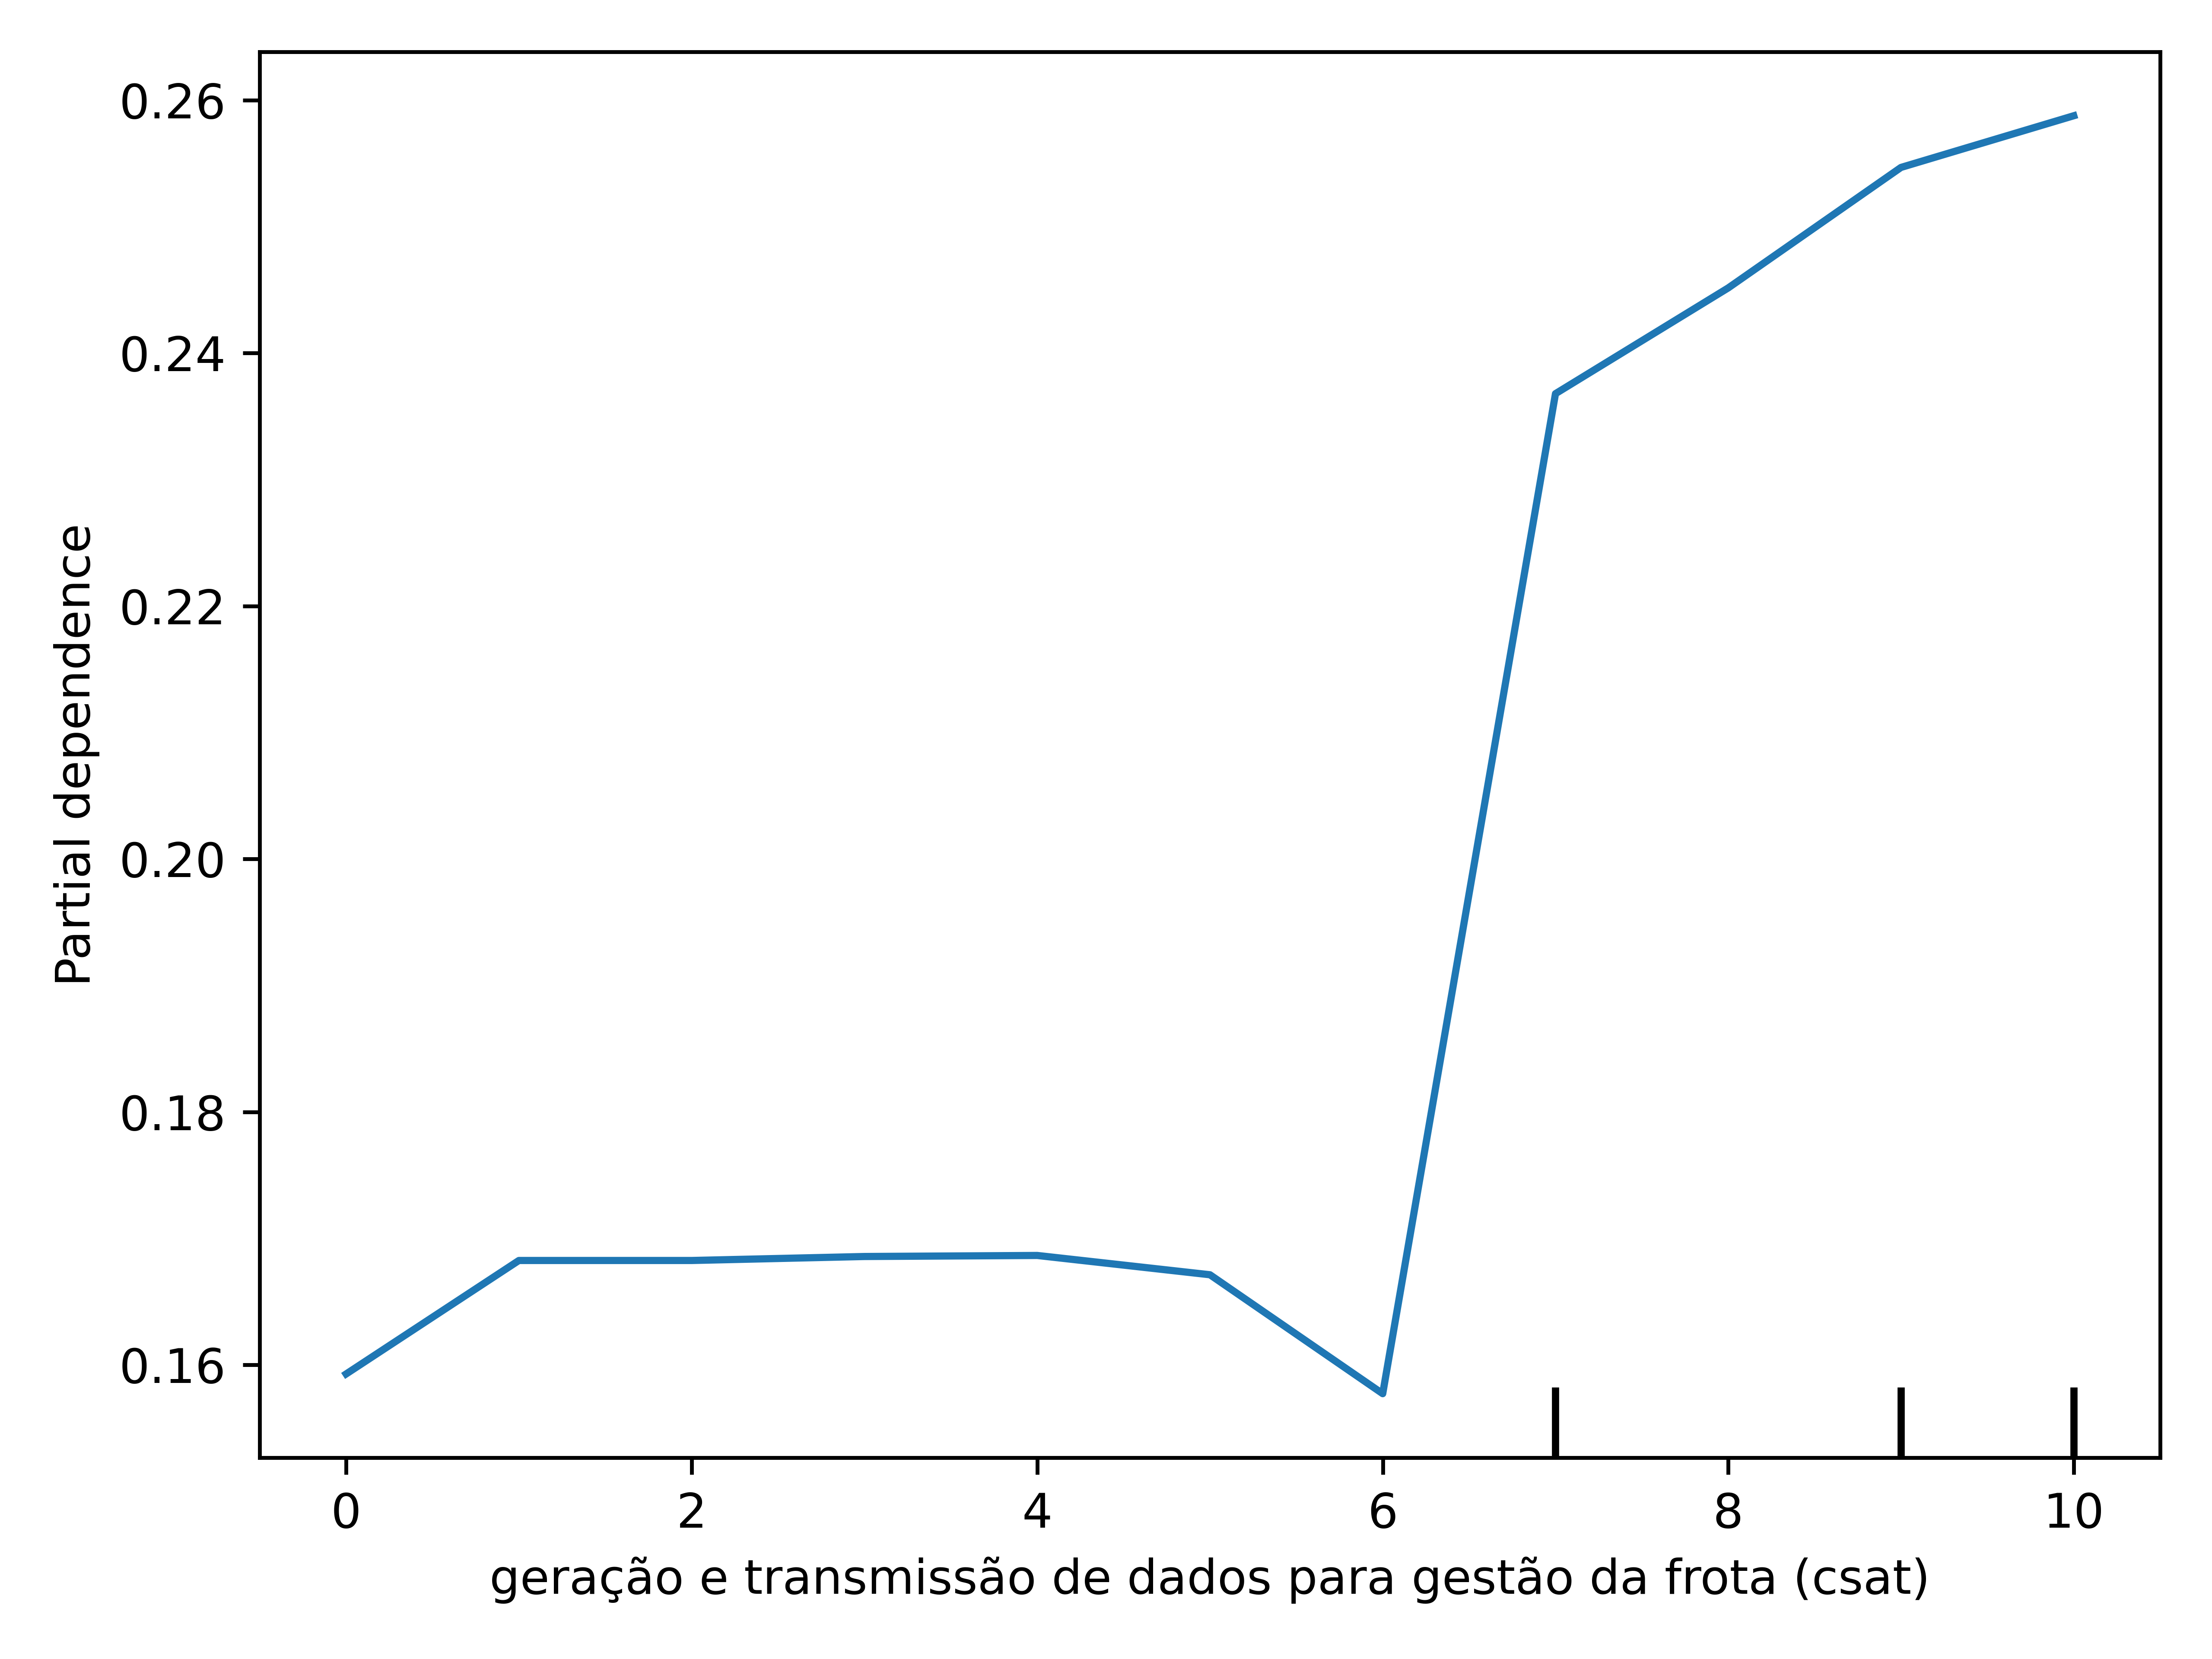 0.26
0.24
0.22
0.20
0.18
0.16
Partial dependence
0 2 4 6 8 10
geração e transmissão de dados para gestão da frota (csat)